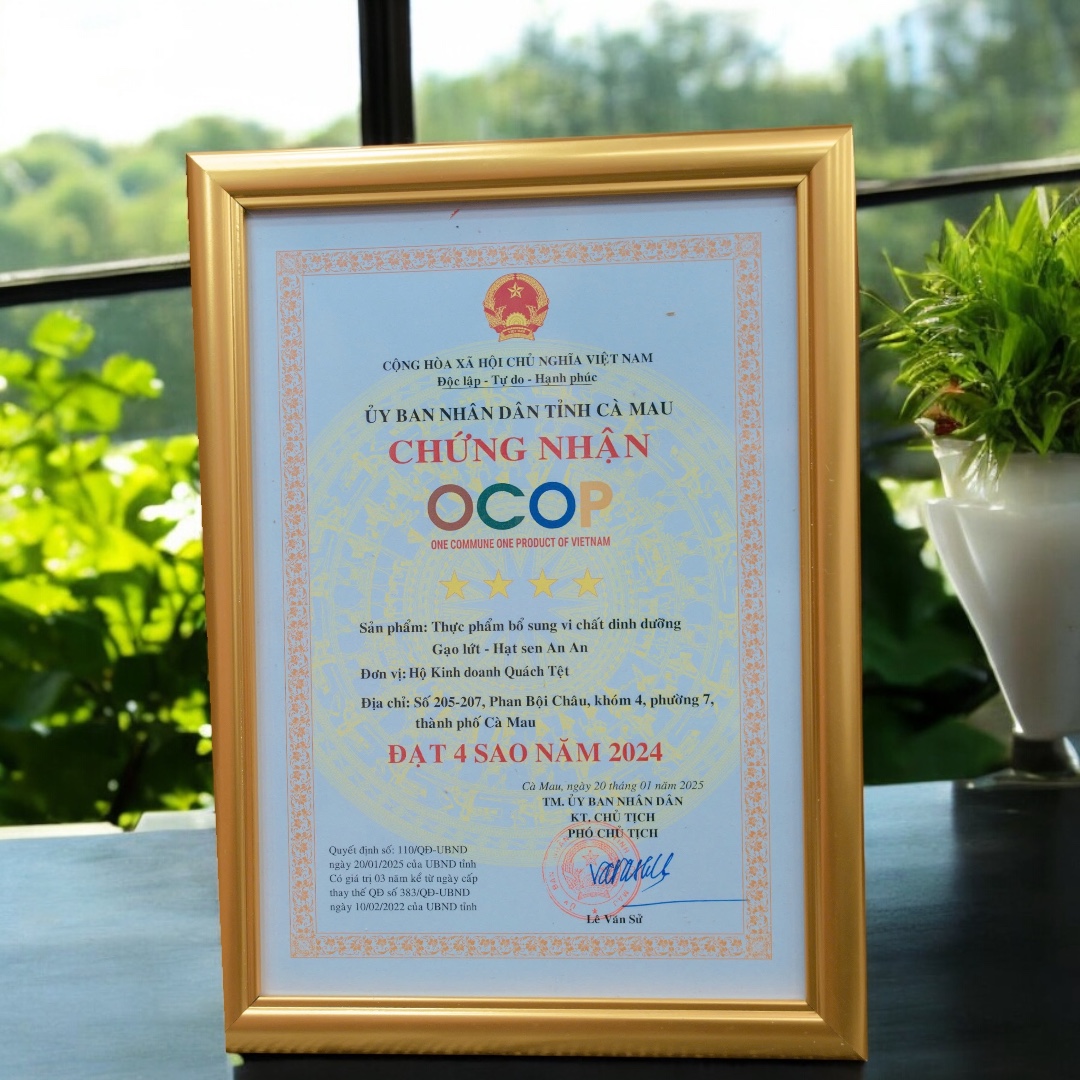 CỘNG HÒA XÃ HỘI CHỦ NGHĨA VIỆT NAM
Độc lập - Tự do - Hạnh phúc
ỦY BAN NHÂN DÂN TỈNH CÀ MAU
CHỨNG NHẬN
OCOP
ONE COMMUNE ONE PRODUCT OF VIETNAM
Sản phẩm: Thực phẩm bổ sung vi chất dinh dưỡng
Gạo lứt - Hạt sen An An
Đơn vị: Hộ Kinh doanh Quách Tệt
Địa chỉ: Số 205-207, Phan Bội Châu, khóm 4, phường 7,
thành phố Cà Mau
ĐẠT 4 SAO NĂM 2024
Cà Mau, ngày 20 tháng 01 năm 2025
TM. ỦY BAN NHÂN DÂN
KT. CHỦ TỊCH
PHÓ CHỦ TỊCH
Quyết định số: 110/QĐ-UBND
ngày 20/01/2025 của UBND tỉnh
Có giá trị 03 năm kể từ ngày cấp
thay thế QĐ số 383/QĐ-UBND
ngày 10/02/2022 của UBND tỉnh
Lê Văn Sử